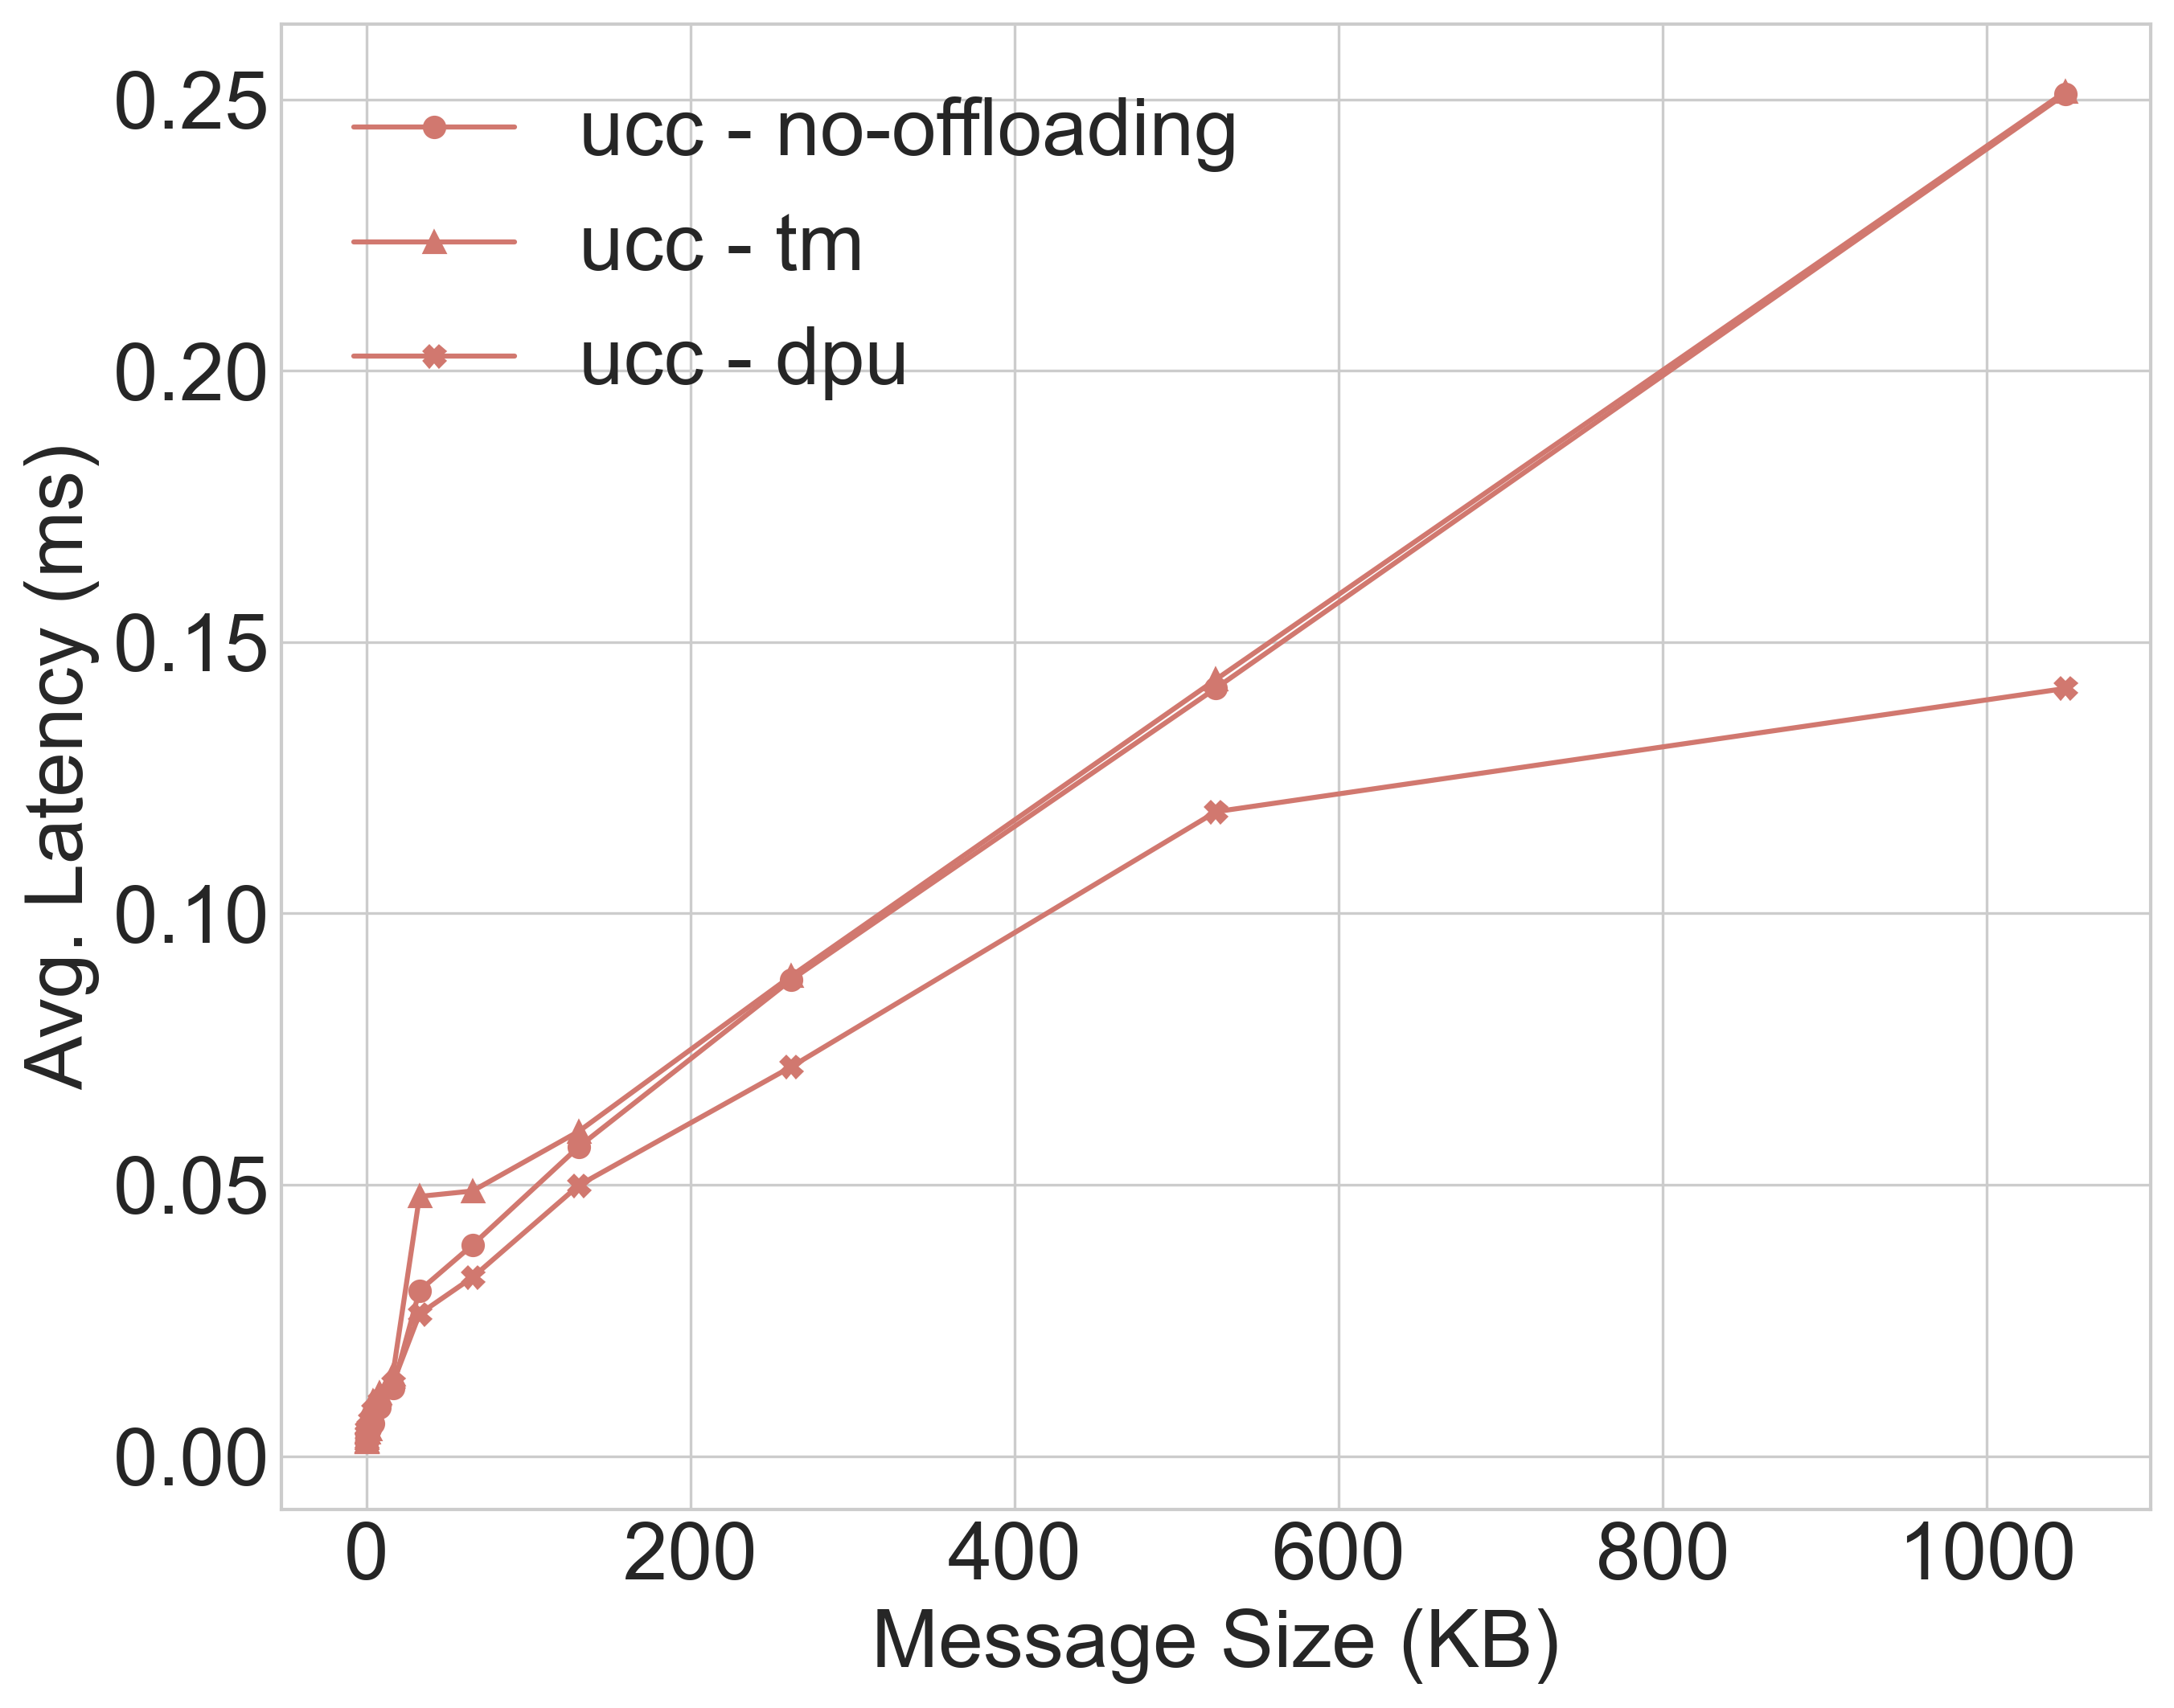 ucc - no-offloading
ucc - tm
ucc - dpu
Avg. Latency (ms)
0.25
0.20
0.15
0.10
0.05
0.00
0 200 400 600 800 1000
Message Size (KB)